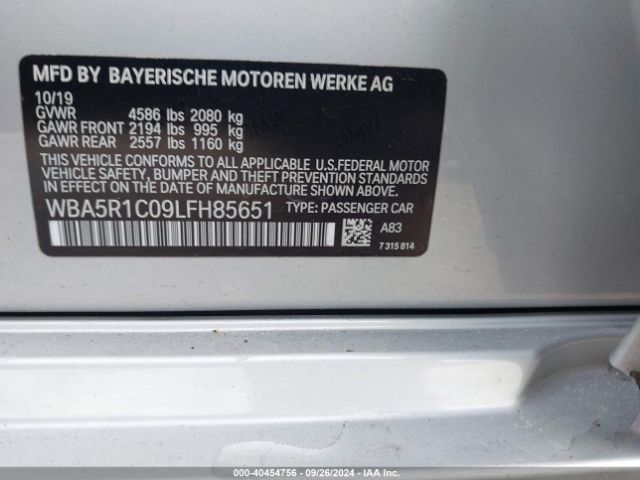 MFD BY BAYERISCHE MOTOREN WERKE AG
10/19
GVWR 4586 lbs 2080 kg
GAWR FRONT 2194 lbs 995 kg
GAWR REAR 2557 lbs 1160 kg
THIS VEHICLE CONFORMS TO ALL APPLICABLE U.S.FEDERAL MOTOR
VEHICLE SAFETY, BUMPER AND THEFT PREVENTION STANDARDS
IN EFFECT ON THE DATE OF MANUFACTURE SHOWN ABOVE.
WBA5R1C09LFH85651 TYPE: PASSENGER CAR
A83
7 315 814
000-40454756 - 09/26/2024 - IAAI.COM